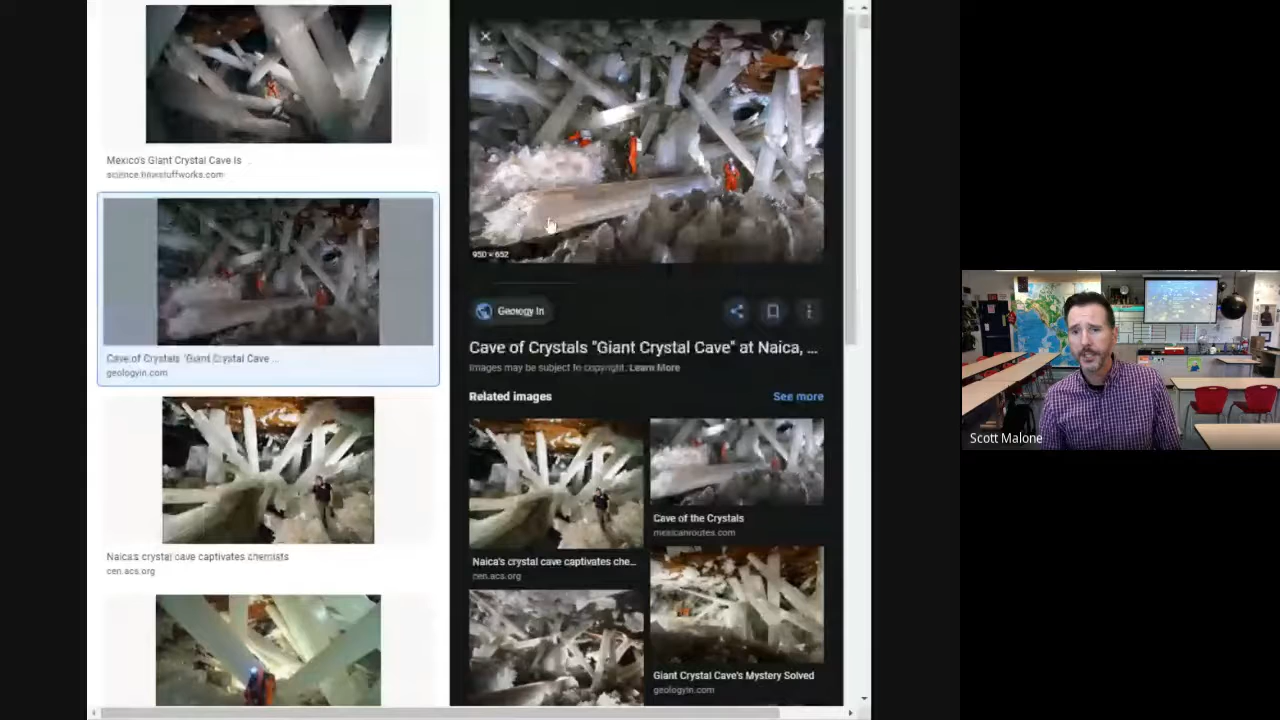 Mexico's Giant Crystal Cave Is ...
science.howstuffworks.com
Cave of Crystals "Giant Crystal Cave ...
geologyin.com
Naica's crystal cave captivates chemists
cen.acs.org
950 × 652
Geology In
Cave of Crystals "Giant Crystal Cave" at Naica, ...
Images may be subject to copyright. Learn More
Related images
See more
Naica's crystal cave captivates che...
cen.acs.org
Cave of the Crystals
mexicanroutes.com
Giant Crystal Cave's Mystery Solved
geologyin.com
Scott Malone